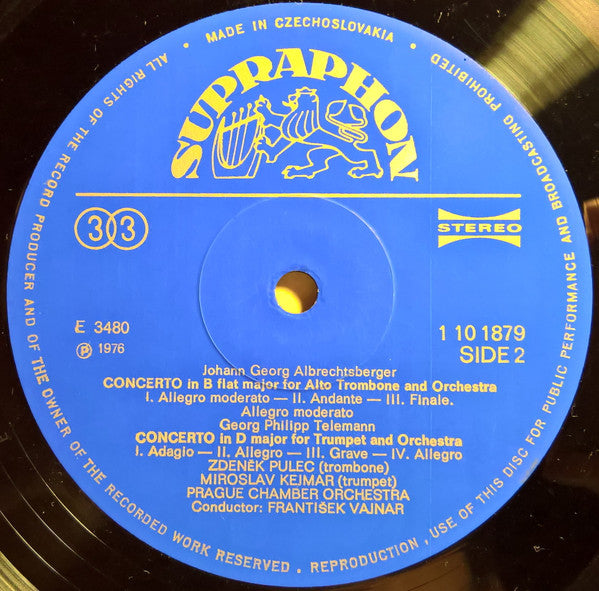 MADE IN CZECHOSLOVAKIA
ALL RIGHTS OF THE RECORD PRODUCER AND OF THE OWNER OF THE RECORDED WORK RESERVED. REPRODUCTION, USE OF THIS DISC FOR PUBLIC PERFORMANCE AND BROADCASTING PROHIBITED
SUPRAPHON
33
STEREO
E 3480
℗ 1976
1 10 1879
SIDE 2
Johann Georg Albrechtsberger
CONCERTO in B flat major for Alto Trombone and Orchestra
I. Allegro moderato — II. Andante — III. Finale.
Allegro moderato
Georg Philipp Telemann
CONCERTO in D major for Trumpet and Orchestra
I. Adagio — II. Allegro — III. Grave — IV. Allegro
ZDENĚK PULEC (trombone)
MIROSLAV KEJMAR (trumpet)
PRAGUE CHAMBER ORCHESTRA
Conductor: FRANTIŠEK VAJNAR